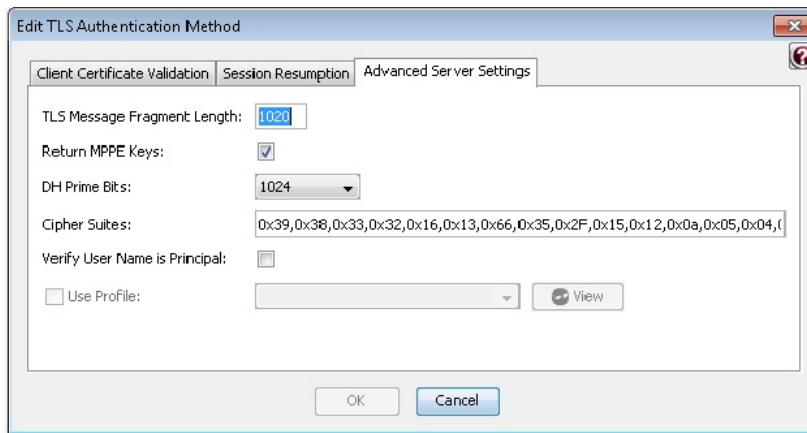 Edit TLS Authentication Method
Client Certificate Validation Session Resumption Advanced Server Settings
TLS Message Fragment Length: 1020
Return MPPE Keys:
DH Prime Bits: 1024
Cipher Suites: 0x39,0x38,0x33,0x32,0x16,0x13,0x66,0x35,0x2F,0x15,0x12,0x0a,0x05,0x04,(
Verify User Name is Principal:
Use Profile: View
OK Cancel